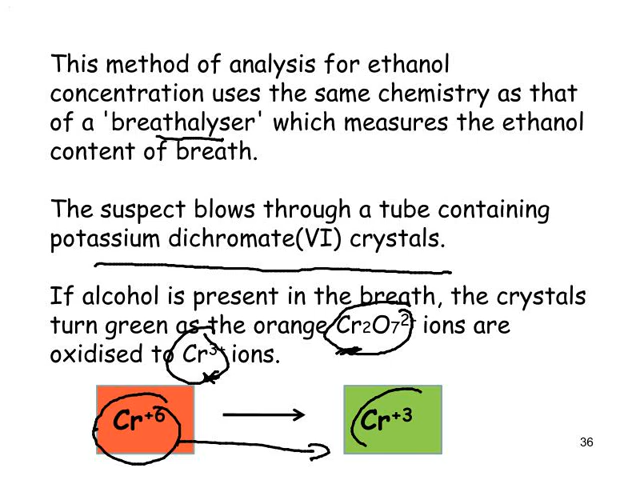 This method of analysis for ethanol
concentration uses the same chemistry as that
of a 'breathalyser' which measures the ethanol
content of breath.
The suspect blows through a tube containing
potassium dichromate(VI) crystals.
If alcohol is present in the breath, the crystals
turn green as the orange Cr₂O₇²⁻ ions are
oxidised to Cr³⁺ ions.
Cr⁺⁶ Cr⁺³
36